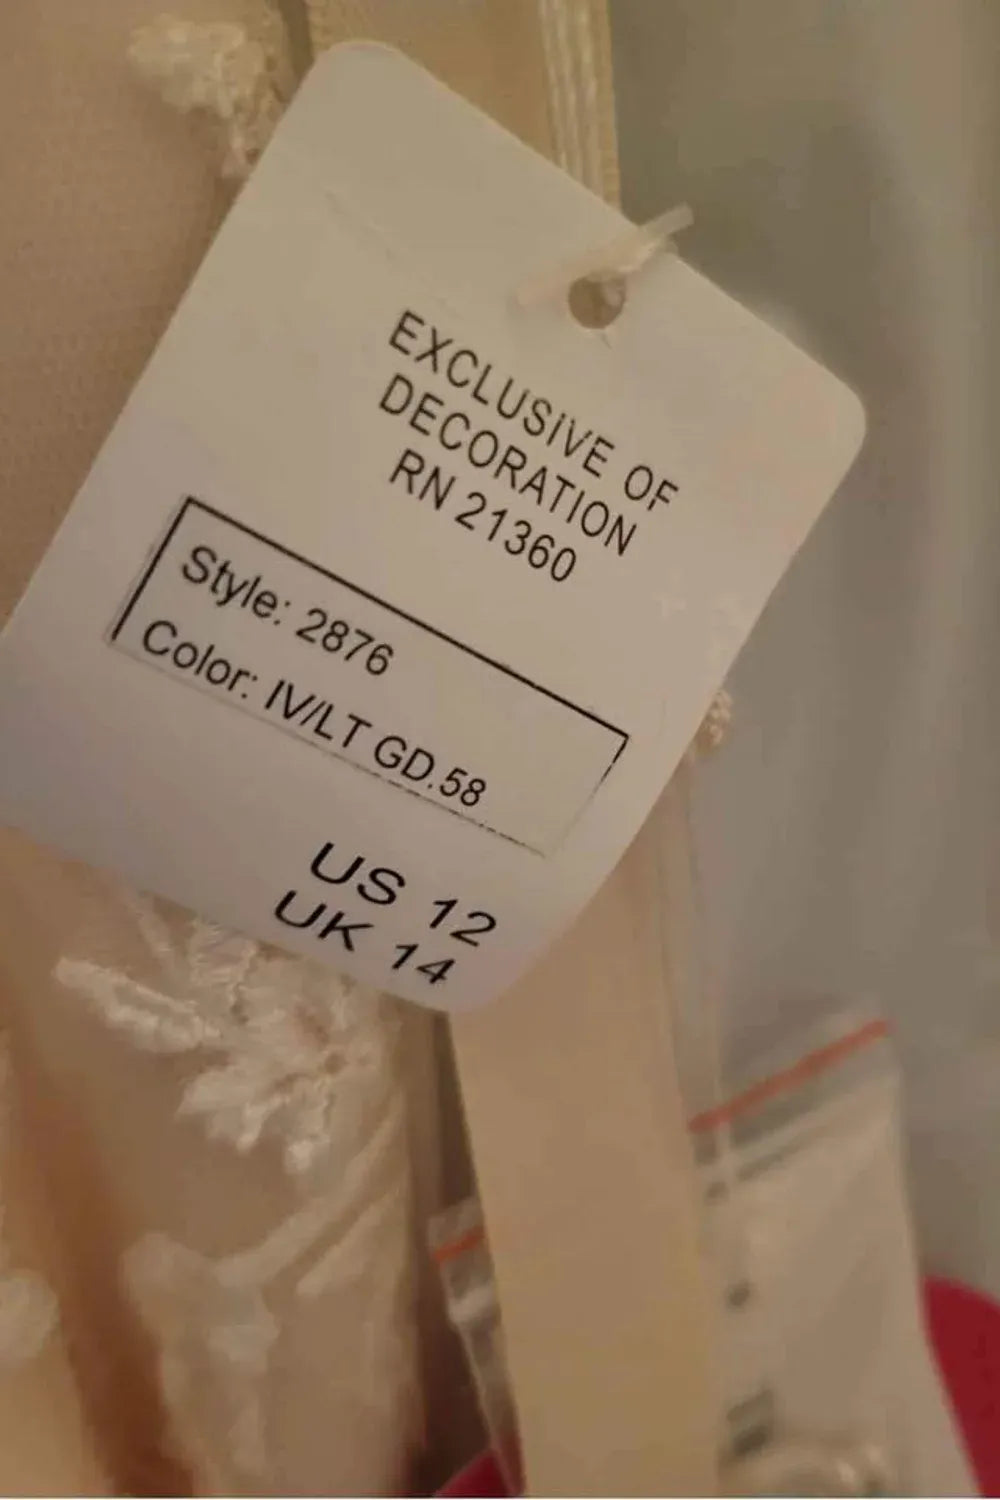 EXCLUSIVE OF
DECORATION
RN 21360
Style: 2876
Color: IV/LT GD.58
US 12
UK 14